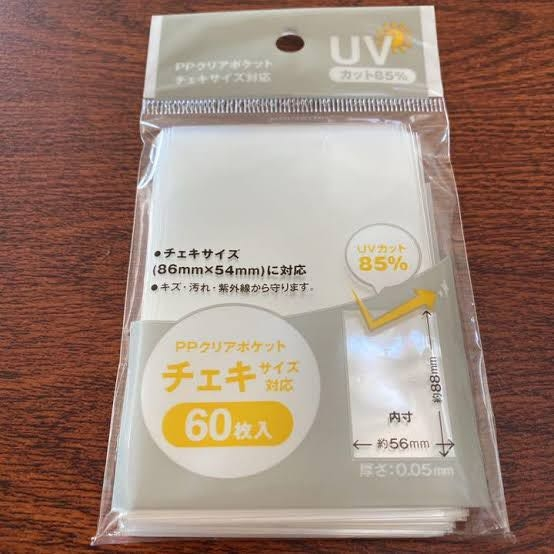 PPクリアポケット
チェキサイズ対応
UV
カット85%
•チェキサイズ
(86mm×54mm)に対応
•キズ・汚れ・紫外線から守ります。
UVカット
85%
PPクリアポケット
チェキサイズ対応
60枚入
約88mm
内寸
約56mm
厚さ:0.05mm